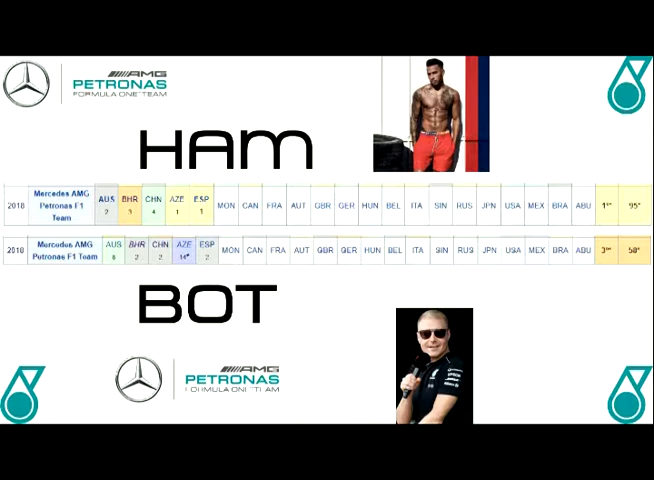 AMG
PETRONAS
FORMULA ONE TEAM
HAM
2018 Mercedes AMG Petronas F1 Team AUS 2 BHR 3 CHN 4 AZE 1 ESP 1 MON CAN FRA AUT GBR GER HUN BEL ITA SIN RUS JPN USA MEX BRA ABU 1st 95*
2018 Mercedes AMG Petronas F1 Team AUS 8 BHR 2 CHN 2 AZE 14* ESP 2 MON CAN FRA AUT GBR GER HUN BEL ITA SIN RUS JPN USA MEX BRA ABU 3rd 58*
BOT
AMG
PETRONAS
FORMULA ONE TEAM